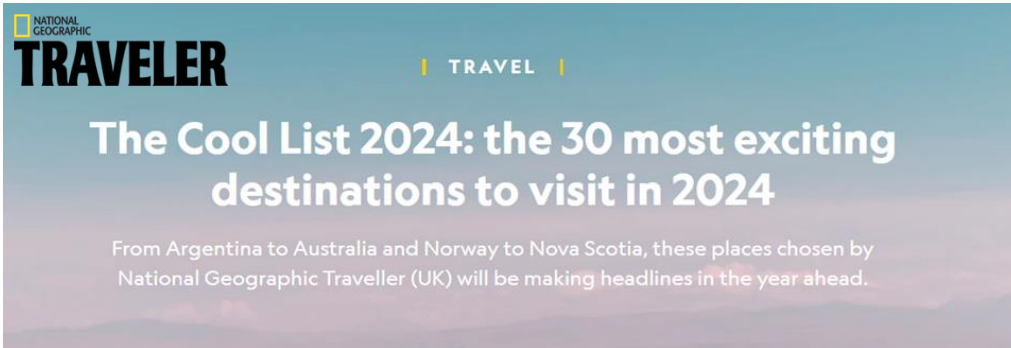 NATIONAL
GEOGRAPHIC
TRAVELER
TRAVEL
The Cool List 2024: the 30 most exciting
destinations to visit in 2024
From Argentina to Australia and Norway to Nova Scotia, these places chosen by
National Geographic Traveller (UK) will be making headlines in the year ahead.